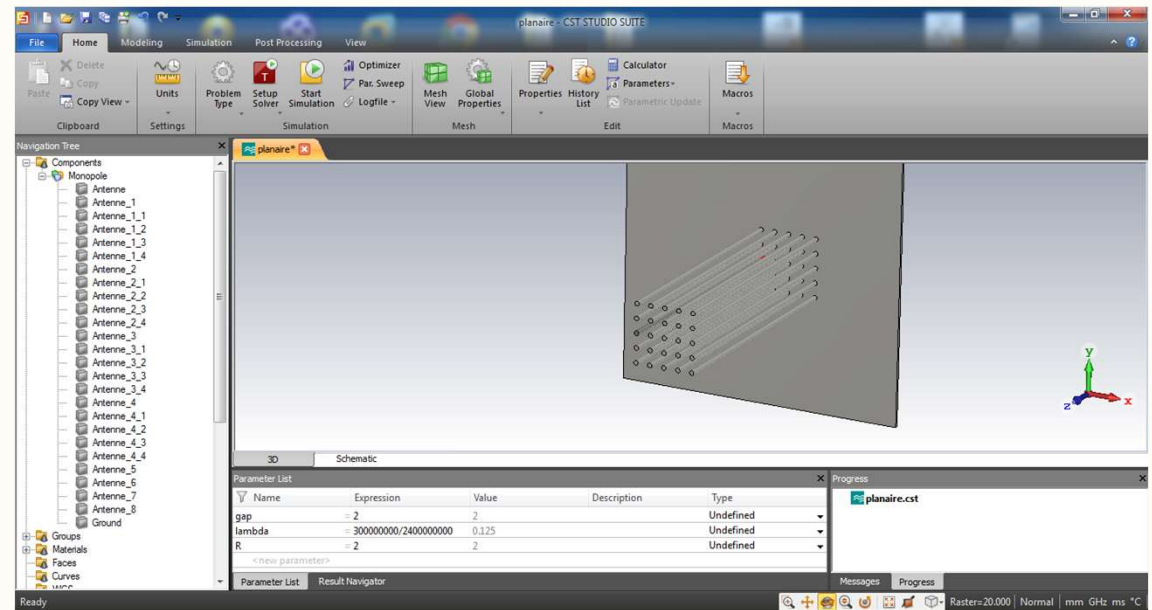 planaire - CST STUDIO SUITE
File Home Modeling Simulation Post Processing View
Paste Delete Copy Copy View
Units
Problem Type Setup Solver Start Simulation Optimizer Par. Sweep Logfile
Mesh View Global Properties
Properties History List Calculator Parameters Parametric Update
Macros
Clipboard Settings Simulation Mesh Edit Macros
Navigation Tree
planaire*
Components
Monopole
Antenne
Antenne_1
Antenne_1_1
Antenne_1_2
Antenne_1_3
Antenne_1_4
Antenne_2
Antenne_2_1
Antenne_2_2
Antenne_2_3
Antenne_2_4
Antenne_3
Antenne_3_1
Antenne_3_2
Antenne_3_3
Antenne_3_4
Antenne_4
Antenne_4_1
Antenne_4_2
Antenne_4_3
Antenne_4_4
Antenne_5
Antenne_6
Antenne_7
Antenne_8
Ground
Groups
Materials
Faces
Curves
y
z x
3D Schematic
Parameter List
Name Expression Value Description Type
gap = 2 2 Undefined
lambda = 300000000/2400000000 0.125 Undefined
R = 2 2 Undefined
<new parameter>
Parameter List Result Navigator
Progress
planaire.cst
Messages Progress
Ready
Raster=20.000 Normal mm GHz ms °C